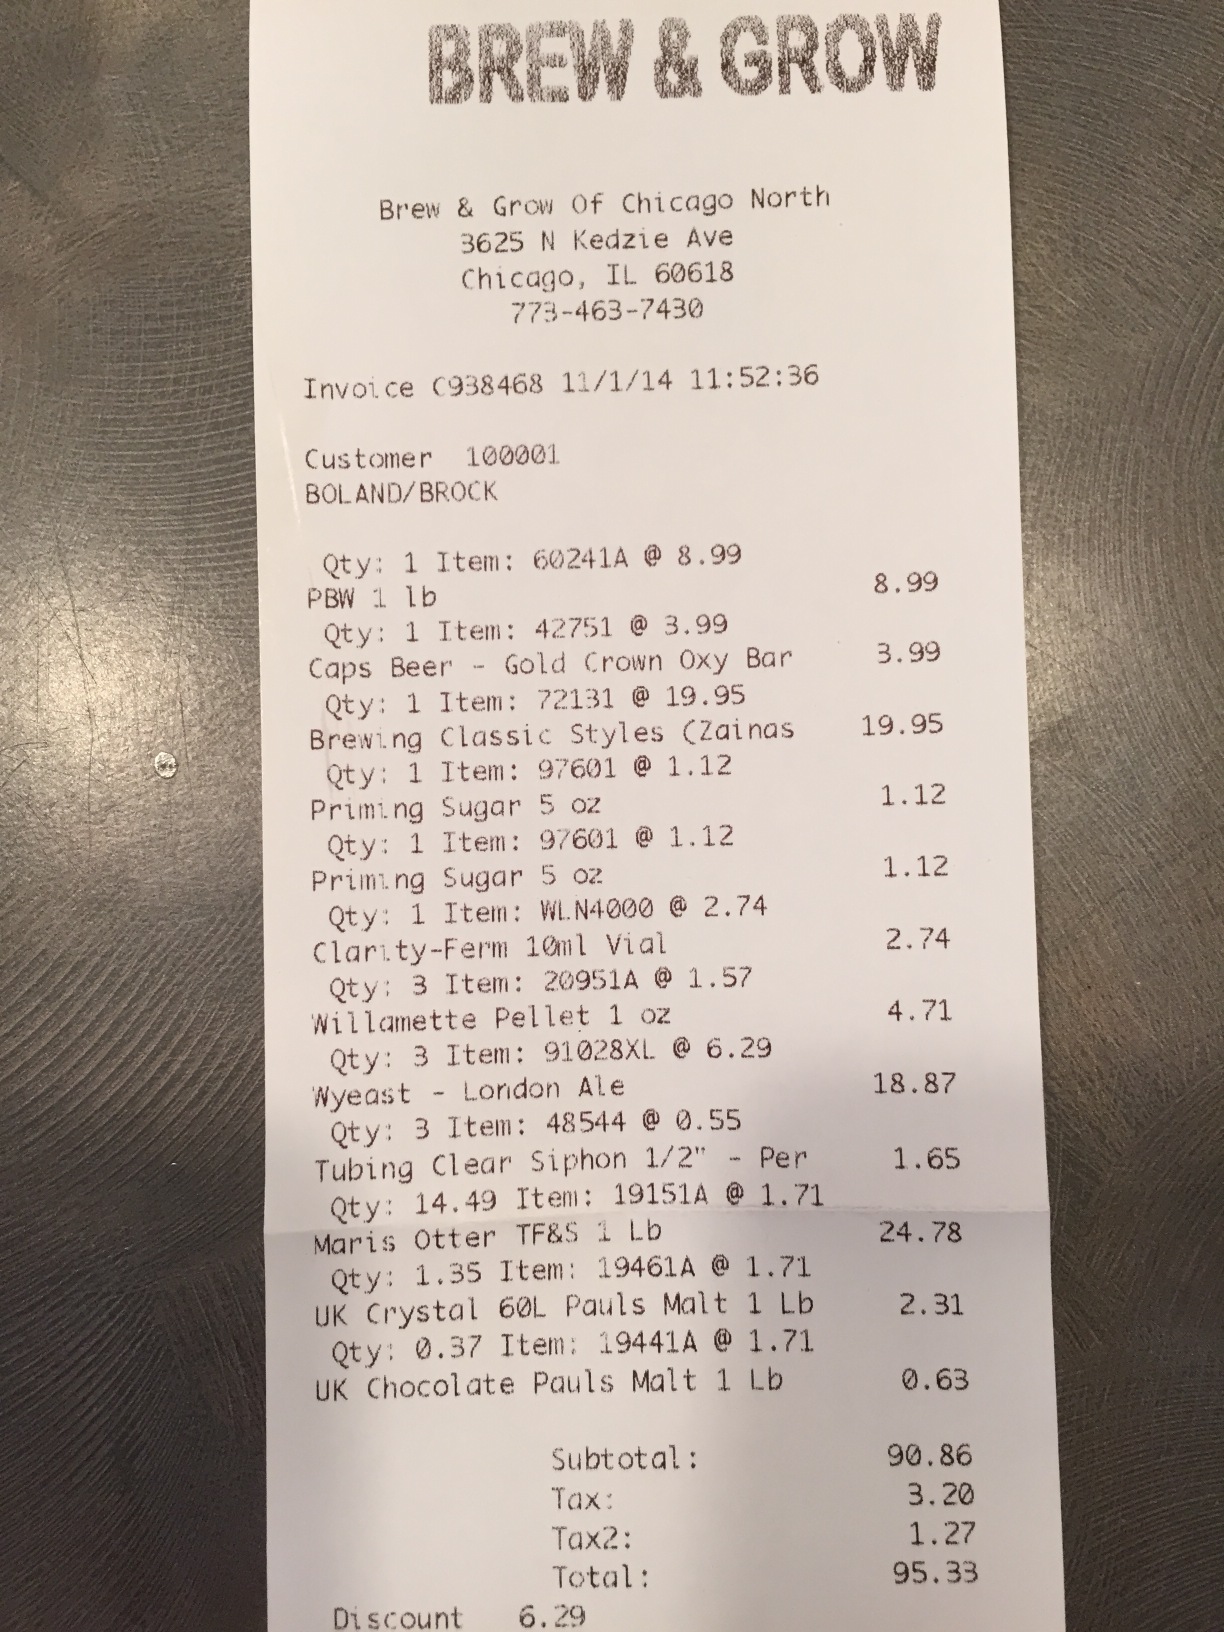 BREW & GROW
Brew & Grow Of Chicago North
3625 N Kedzie Ave
Chicago, IL 60618
773-463-7430
Invoice C938468 11/1/14 11:52:36
Customer 100001
BOLAND/BROCK
Qty: 1 Item: 60241A @ 8.99
PBW 1 lb 8.99
Qty: 1 Item: 42751 @ 3.99
Caps Beer - Gold Crown Oxy Bar 3.99
Qty: 1 Item: 72131 @ 19.95
Brewing Classic Styles (Zainas 19.95
Qty: 1 Item: 97601 @ 1.12
Priming Sugar 5 oz 1.12
Qty: 1 Item: 97601 @ 1.12
Priming Sugar 5 oz 1.12
Qty: 1 Item: WLN4000 @ 2.74
Clarity-Ferm 10ml Vial 2.74
Qty: 3 Item: 20951A @ 1.57
Willamette Pellet 1 oz 4.71
Qty: 3 Item: 91028XL @ 6.29
Wyeast - London Ale 18.87
Qty: 3 Item: 48544 @ 0.55
Tubing Clear Siphon 1/2" - Per 1.65
Qty: 14.49 Item: 19151A @ 1.71
Maris Otter TF&S 1 Lb 24.78
Qty: 1.35 Item: 19461A @ 1.71
UK Crystal 60L Pauls Malt 1 Lb 2.31
Qty: 0.37 Item: 19441A @ 1.71
UK Chocolate Pauls Malt 1 Lb 0.63
Subtotal: 90.86
Tax: 3.20
Tax2: 1.27
Total: 95.33
Discount 6.29